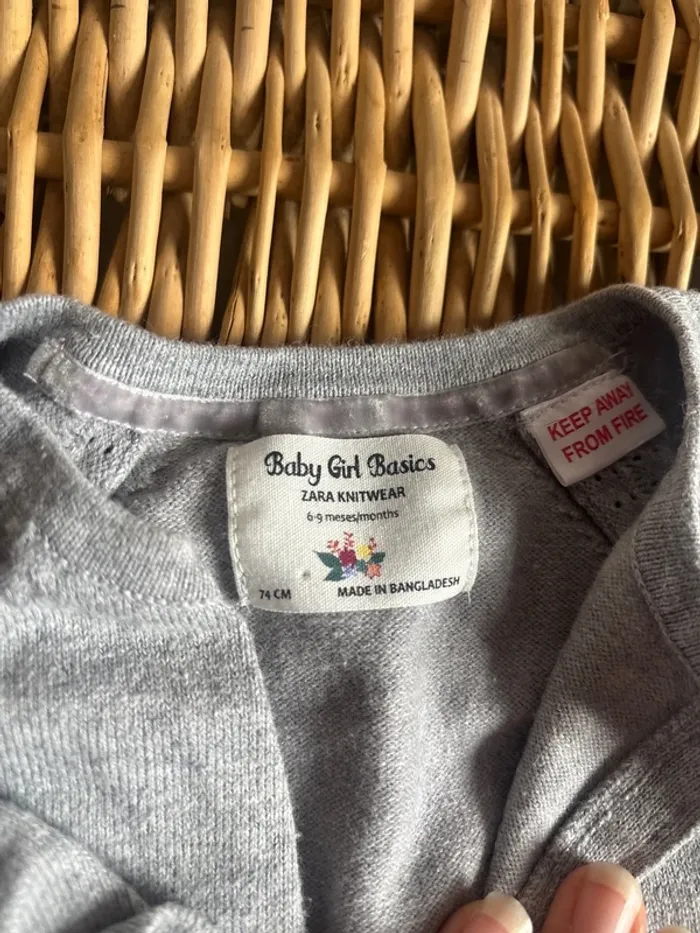 Baby Girl Basics
ZARA KNITWEAR
6-9 meses/months
74 CM
MADE IN BANGLADESH
KEEP AWAY
FROM FIRE